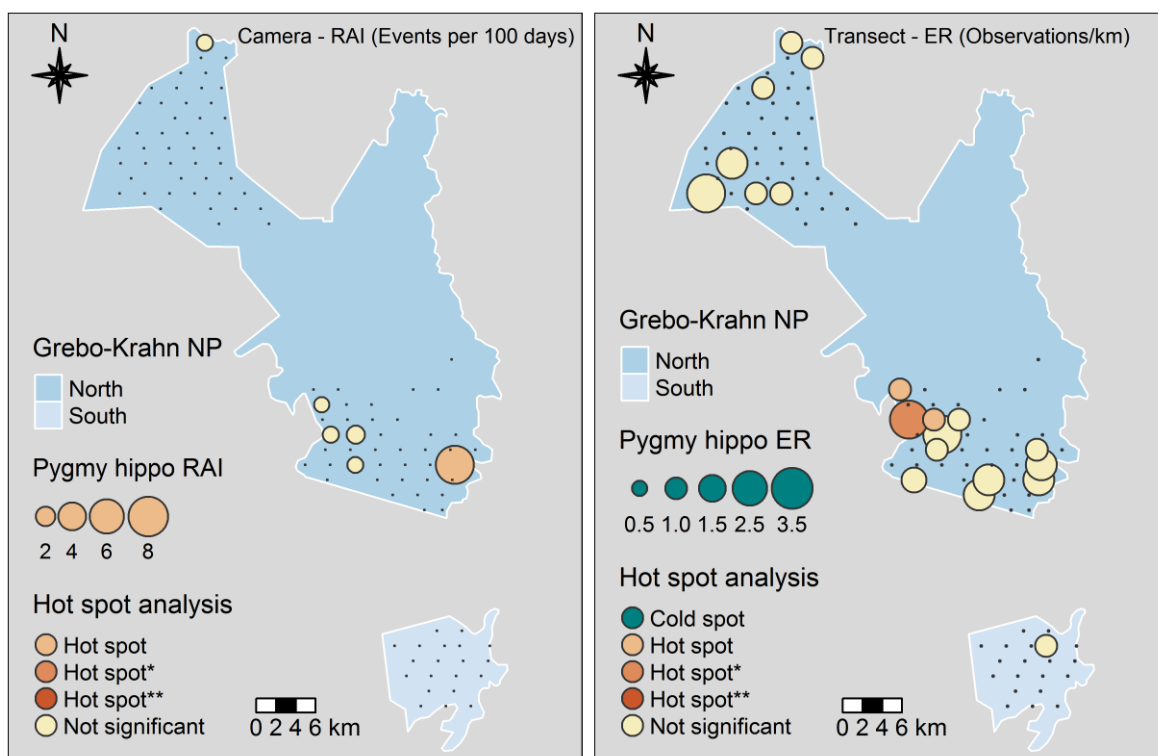 N
Camera - RAI (Events per 100 days)
Grebo-Krahn NP
North
South
Pygmy hippo RAI
2 4 6 8
Hot spot analysis
Hot spot
Hot spot*
Hot spot**
Not significant
0 2 4 6 km
N
Transect - ER (Observations/km)
Grebo-Krahn NP
North
South
Pygmy hippo ER
0.5 1.0 1.5 2.5 3.5
Hot spot analysis
Cold spot
Hot spot
Hot spot*
Hot spot**
Not significant
0 2 4 6 km